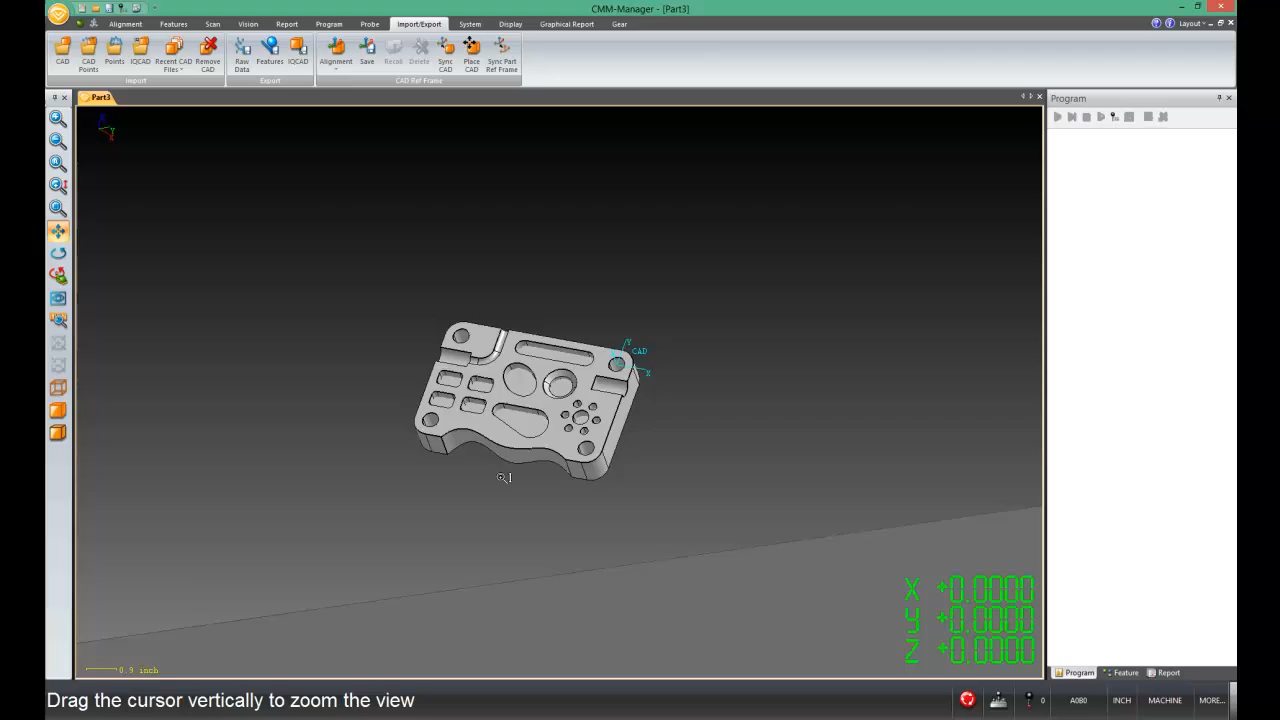 CMM-Manager - [Part3]
Alignment Features Scan Vision Report Program Probe Import/Export System Display Graphical Report Gear Layout
CAD
CAD Points
Points
IQCAD
Recent CAD Files
Remove CAD
Import
Raw Data
Features
IQCAD
Export
Alignment
Save
Recall
Delete
Sync CAD
Place CAD
Sync Part Ref Frame
CAD Ref Frame
Part3
Program
Y
X
Y
CAD
X
X +0.0000
Y +0.0000
Z +0.0000
0.9 inch
Program Feature Report
Drag the cursor vertically to zoom the view
0 A0B0 INCH MACHINE MORE...